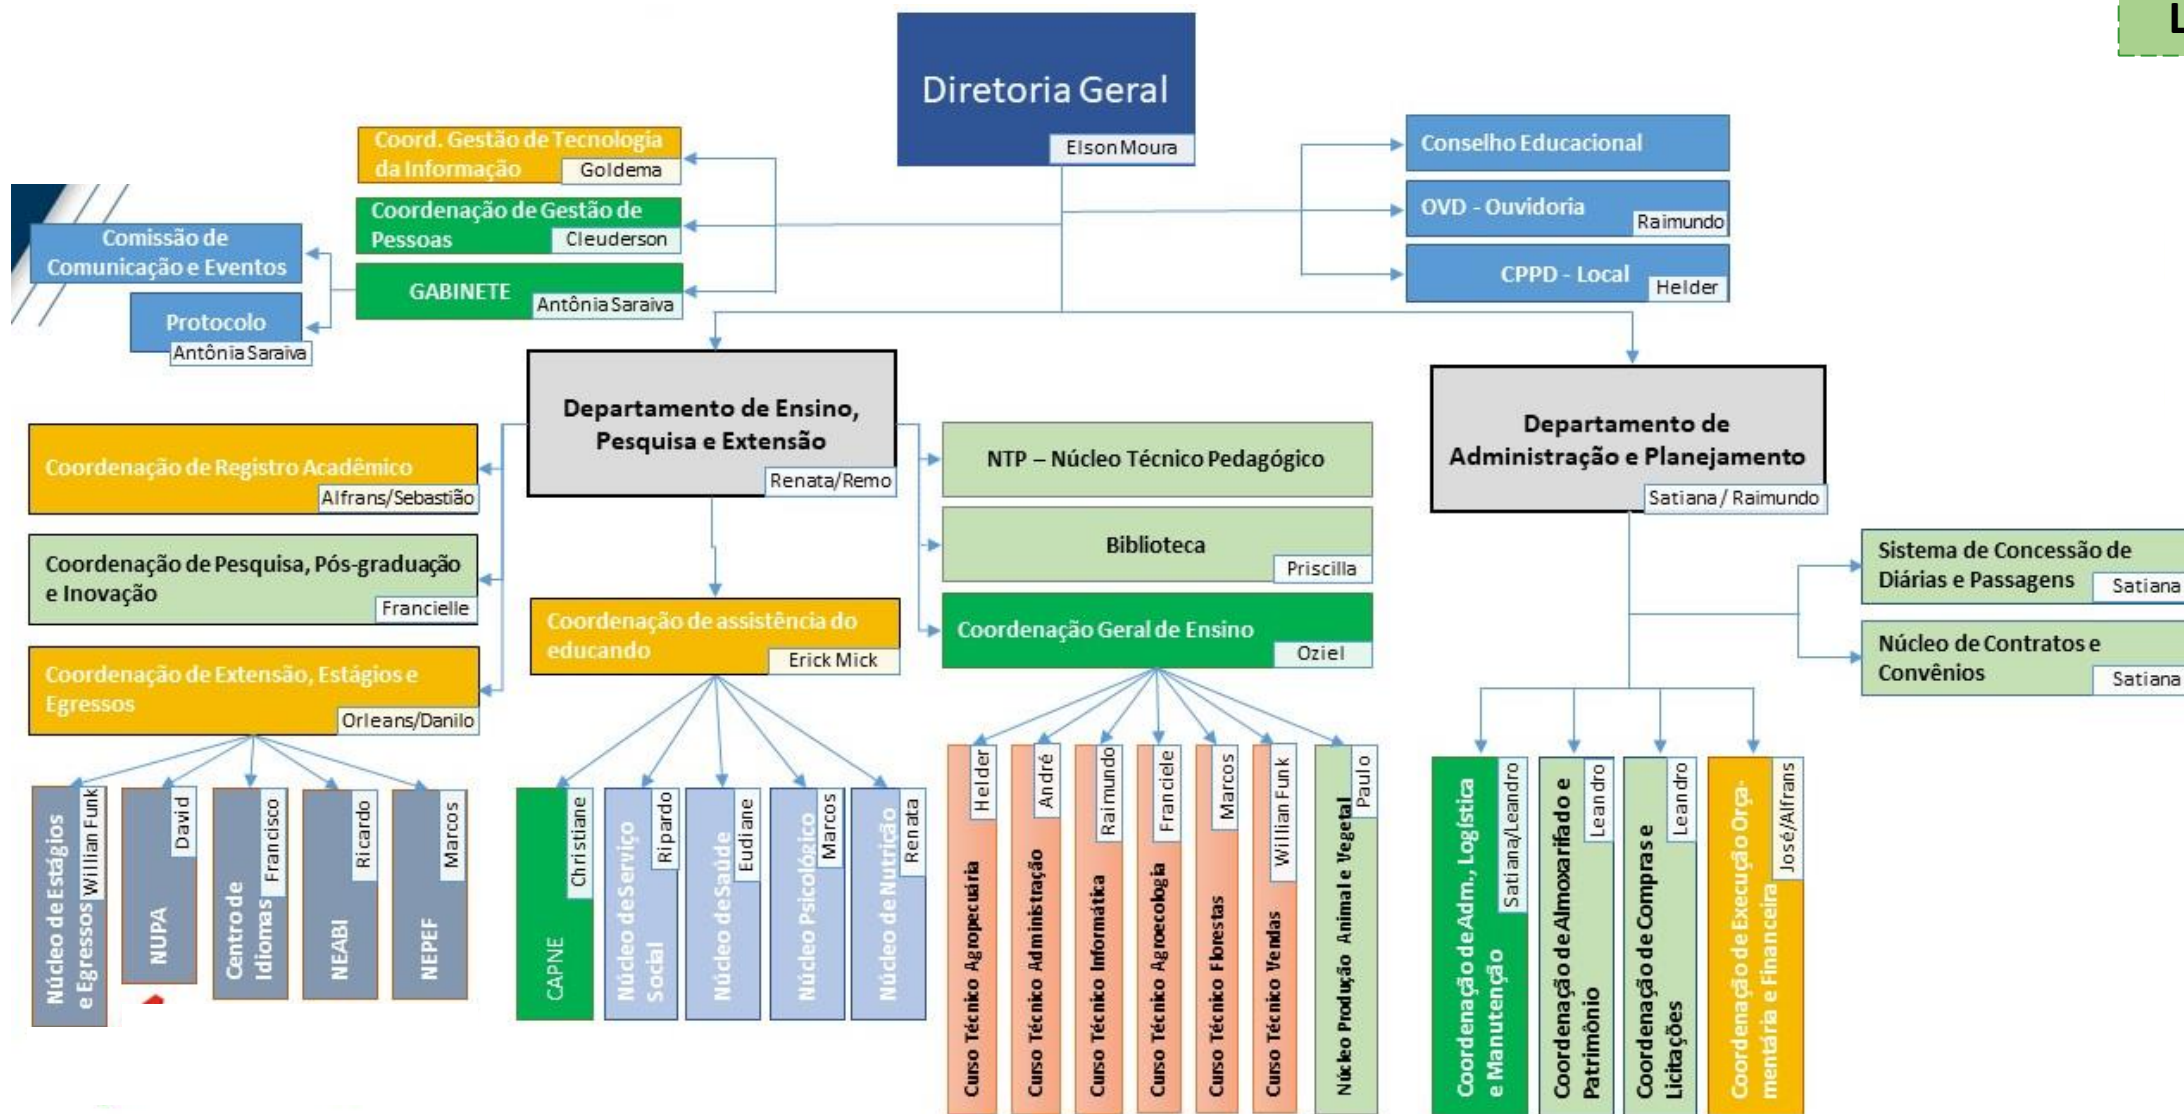 L
Diretoria Geral
Elson Moura
Coord. Gestão de Tecnologia
da Informação
Goldema
Coordenação de Gestão de
Pessoas
Cleuderson
GABINETE
Antônia Saraiva
Comissão de
Comunicação e Eventos
Protocolo
Antônia Saraiva
Conselho Educacional
OVD - Ouvidoria
Raimundo
CPPD - Local
Helder
Departamento de Ensino,
Pesquisa e Extensão
Renata/Remo
Departamento de
Administração e Planejamento
Satiana / Raimundo
Coordenação de Registro Acadêmico
Alfrans/Sebastião
Coordenação de Pesquisa, Pós-graduação
e Inovação
Francielle
Coordenação de Extensão, Estágios e
Egressos
Orleans/Danilo
Coordenação de assistência do
educando
Erick Mick
NTP – Núcleo Técnico Pedagógico
Biblioteca
Priscilla
Coordenação Geral de Ensino
Oziel
Sistema de Concessão de
Diárias e Passagens
Satiana
Núcleo de Contratos e
Convênios
Satiana
Núcleo de Estágios
e Egressos
Willian Funk
NUPA
David
Centro de
Idiomas
Francisco
NEABI
Ricardo
NEPEF
Marcos
CAPNE
Christiane
Núcleo de Serviço
Social
Ripardo
Núcleo de Saúde
Eudiane
Núcleo Psicológico
Marcos
Núcleo de Nutrição
Renata
Curso Técnico Agropecuária
Helder
Curso Técnico Administração
André
Curso Técnico Informática
Raimundo
Curso Técnico Agroecologia
Franciele
Curso Técnico Florestas
Marcos
Curso Técnico Vendas
Willian Funk
Núcleo Produção Animal e Vegetal
Paulo
Coordenação de Adm., Logística
e Manutenção
Satiana/Leandro
Coordenação de Almoxarifado e
Patrimônio
Leandro
Coordenação de Compras e
Licitações
Leandro
Coordenação de Execução Orça-
mentária e Financeira
José/Alfrans